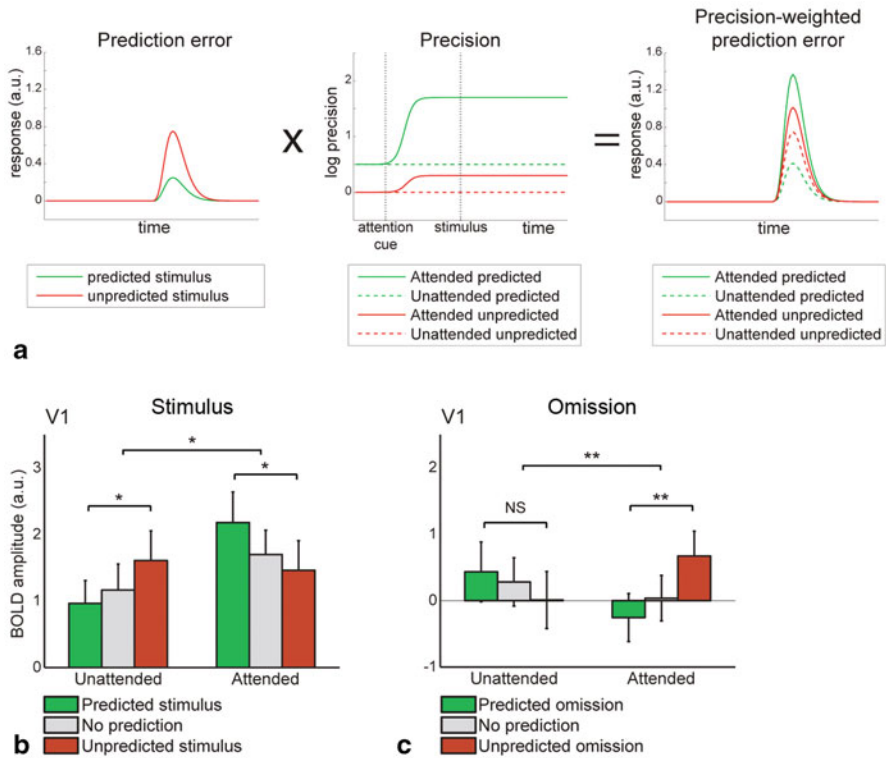 Prediction error
response (a.u.)
1.6
1.2
0.8
0.4
0
time
predicted stimulus
unpredicted stimulus
X
Precision
log precision
2
1
0
attention
cue
stimulus
time
Attended predicted
Unattended predicted
Attended unpredicted
Unattended unpredicted
=
Precision-weighted
prediction error
response (a.u.)
1.6
1.2
0.8
0.4
0
time
Attended predicted
Unattended predicted
Attended unpredicted
Unattended unpredicted
a
V1
Stimulus
BOLD amplitude (a.u.)
3
2
1
0
*
*
*
Unattended
Attended
Predicted stimulus
No prediction
Unpredicted stimulus
b
V1
Omission
2
1
0
-1
**
NS
**
Unattended
Attended
Predicted omission
No prediction
Unpredicted omission
c